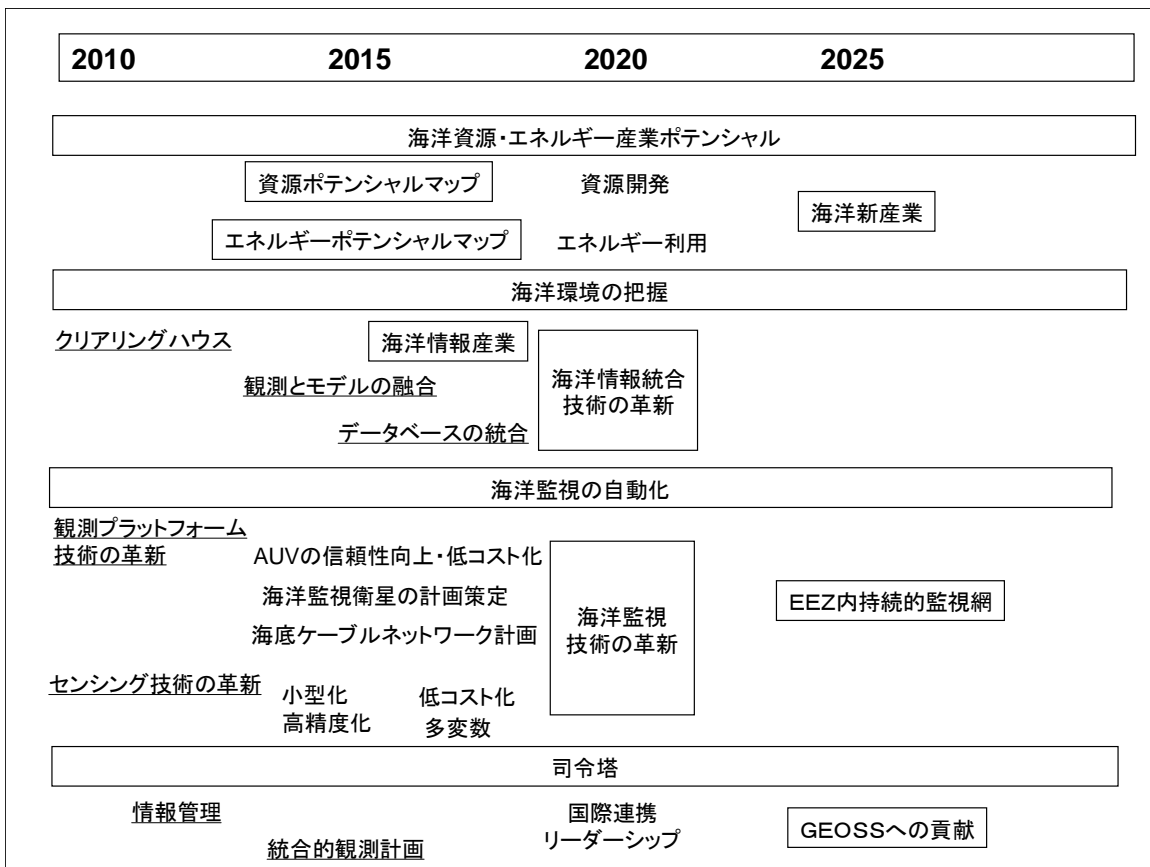 2010 2015 2020 2025
海洋資源・エネルギー産業ポテンシャル
資源ポテンシャルマップ 資源開発
海洋新産業
エネルギーポテンシャルマップ エネルギー利用
海洋環境の把握
クリアリングハウス 海洋情報産業
海洋情報統合
技術の革新
観測とモデルの融合
データベースの統合
海洋監視の自動化
観測プラットフォーム
技術の革新
AUVの信頼性向上・低コスト化
海洋監視衛星の計画策定
海底ケーブルネットワーク計画
海洋監視
技術の革新
EEZ内持続的監視網
センシング技術の革新
小型化
高精度化
低コスト化
多変数
司令塔
情報管理
統合的観測計画
国際連携
リーダーシップ
GEOSSへの貢献